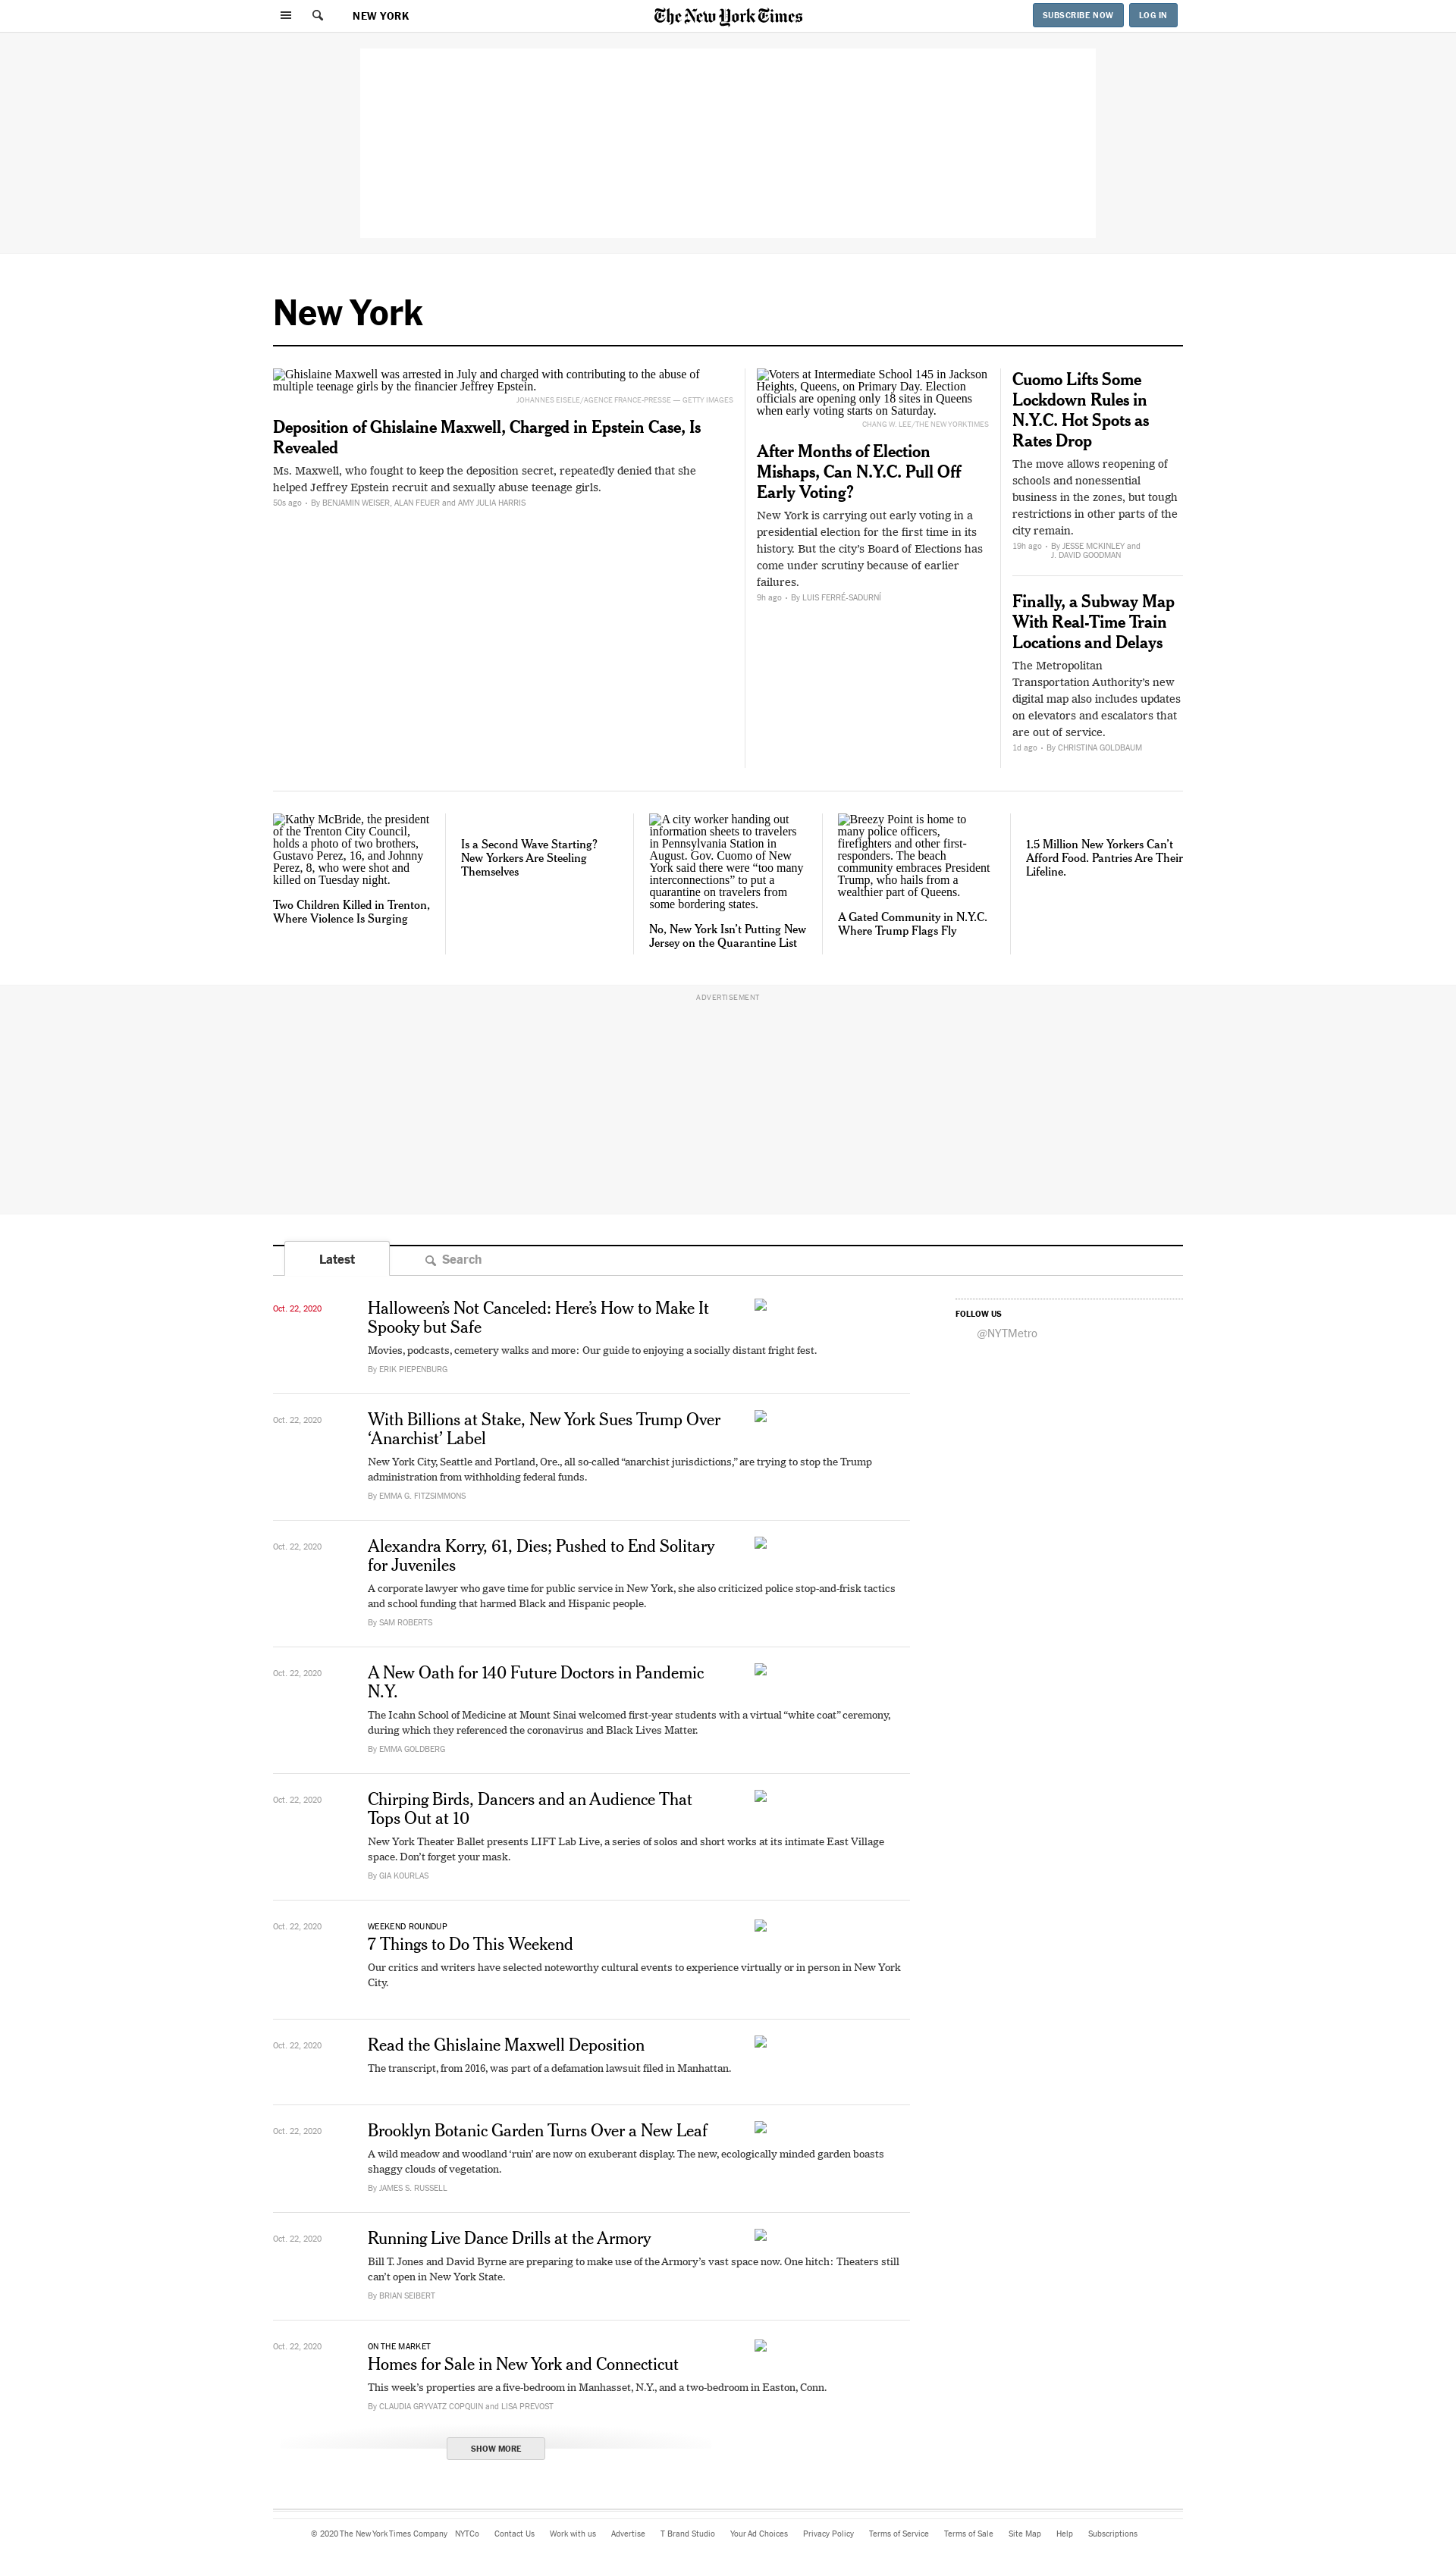 NEW YORK
The New York Times
SUBSCRIBE NOW
LOG IN
New York
Ghislaine Maxwell was arrested in July and charged with contributing to the abuse of
multiple teenage girls by the financier Jeffrey Epstein.
JOHANNES EISELE/AGENCE FRANCE-PRESSE — GETTY IMAGES
Deposition of Ghislaine Maxwell, Charged in Epstein Case, Is
Revealed
Ms. Maxwell, who fought to keep the deposition secret, repeatedly denied that she
helped Jeffrey Epstein recruit and sexually abuse teenage girls.
50s ago • By BENJAMIN WEISER, ALAN FEUER and AMY JULIA HARRIS
Voters at Intermediate School 145 in Jackson
Heights, Queens, on Primary Day. Election
officials are opening only 18 sites in Queens
when early voting starts on Saturday.
CHANG W. LEE/THE NEW YORK TIMES
After Months of Election
Mishaps, Can N.Y.C. Pull Off
Early Voting?
New York is carrying out early voting in a
presidential election for the first time in its
history. But the city’s Board of Elections has
come under scrutiny because of earlier
failures.
9h ago • By LUIS FERRÉ-SADURNÍ
Cuomo Lifts Some
Lockdown Rules in
N.Y.C. Hot Spots as
Rates Drop
The move allows reopening of
schools and nonessential
business in the zones, but tough
restrictions in other parts of the
city remain.
19h ago • By JESSE MCKINLEY and
J. DAVID GOODMAN
Finally, a Subway Map
With Real-Time Train
Locations and Delays
The Metropolitan
Transportation Authority’s new
digital map also includes updates
on elevators and escalators that
are out of service.
1d ago • By CHRISTINA GOLDBAUM
Kathy McBride, the president
of the Trenton City Council,
holds a photo of two brothers,
Gustavo Perez, 16, and Johnny
Perez, 8, who were shot and
killed on Tuesday night.
Two Children Killed in Trenton,
Where Violence Is Surging
Is a Second Wave Starting?
New Yorkers Are Steeling
Themselves
A city worker handing out
information sheets to travelers
in Pennsylvania Station in
August. Gov. Cuomo of New
York said there were “too many
interconnections” to put a
quarantine on travelers from
some bordering states.
No, New York Isn’t Putting New
Jersey on the Quarantine List
Breezy Point is home to
many police officers,
firefighters and other first-
responders. The beach
community embraces President
Trump, who hails from a
wealthier part of Queens.
A Gated Community in N.Y.C.
Where Trump Flags Fly
1.5 Million New Yorkers Can’t
Afford Food. Pantries Are Their
Lifeline.
ADVERTISEMENT
Latest
Search
Oct. 22, 2020
Halloween’s Not Canceled: Here’s How to Make It
Spooky but Safe
Movies, podcasts, cemetery walks and more: Our guide to enjoying a socially distant fright fest.
By ERIK PIEPENBURG
FOLLOW US
@NYTMetro
Oct. 22, 2020
With Billions at Stake, New York Sues Trump Over
‘Anarchist’ Label
New York City, Seattle and Portland, Ore., all so-called “anarchist jurisdictions,” are trying to stop the Trump
administration from withholding federal funds.
By EMMA G. FITZSIMMONS
Oct. 22, 2020
Alexandra Korry, 61, Dies; Pushed to End Solitary
for Juveniles
A corporate lawyer who gave time for public service in New York, she also criticized police stop-and-frisk tactics
and school funding that harmed Black and Hispanic people.
By SAM ROBERTS
Oct. 22, 2020
A New Oath for 140 Future Doctors in Pandemic
N.Y.
The Icahn School of Medicine at Mount Sinai welcomed first-year students with a virtual “white coat” ceremony,
during which they referenced the coronavirus and Black Lives Matter.
By EMMA GOLDBERG
Oct. 22, 2020
Chirping Birds, Dancers and an Audience That
Tops Out at 10
New York Theater Ballet presents LIFT Lab Live, a series of solos and short works at its intimate East Village
space. Don’t forget your mask.
By GIA KOURLAS
Oct. 22, 2020
WEEKEND ROUNDUP
7 Things to Do This Weekend
Our critics and writers have selected noteworthy cultural events to experience virtually or in person in New York
City.
Oct. 22, 2020
Read the Ghislaine Maxwell Deposition
The transcript, from 2016, was part of a defamation lawsuit filed in Manhattan.
Oct. 22, 2020
Brooklyn Botanic Garden Turns Over a New Leaf
A wild meadow and woodland ‘ruin’ are now on exuberant display. The new, ecologically minded garden boasts
shaggy clouds of vegetation.
By JAMES S. RUSSELL
Oct. 22, 2020
Running Live Dance Drills at the Armory
Bill T. Jones and David Byrne are preparing to make use of the Armory’s vast space now. One hitch: Theaters still
can’t open in New York State.
By BRIAN SEIBERT
Oct. 22, 2020
ON THE MARKET
Homes for Sale in New York and Connecticut
This week’s properties are a five-bedroom in Manhasset, N.Y., and a two-bedroom in Easton, Conn.
By CLAUDIA GRYVATZ COPQUIN and LISA PREVOST
SHOW MORE
© 2020 The New York Times Company NYTCo Contact Us Work with us Advertise T Brand Studio Your Ad Choices Privacy Policy Terms of Service Terms of Sale Site Map Help Subscriptions